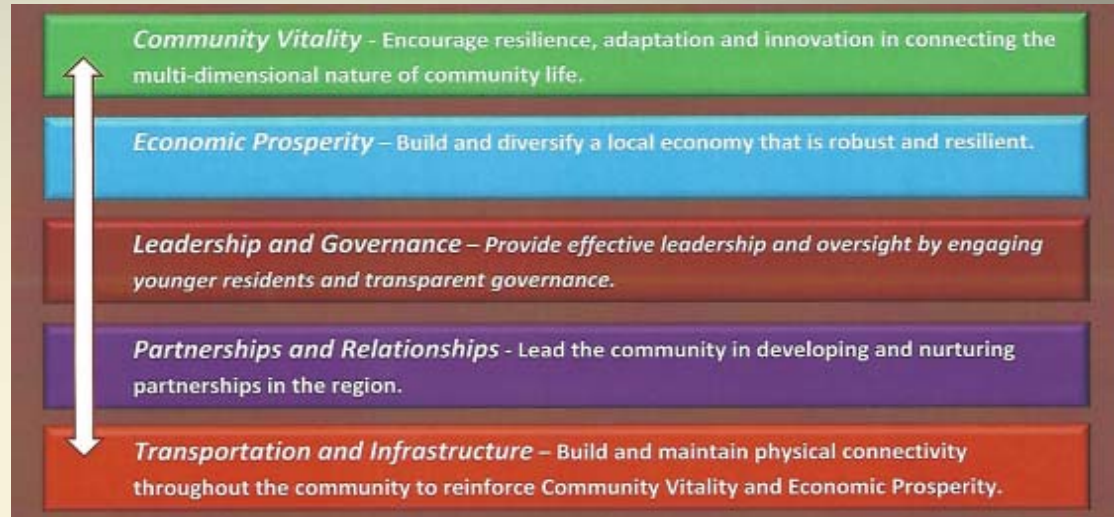 Community Vitality - Encourage resilience, adaptation and innovation in connecting the
multi-dimensional nature of community life.
Economic Prosperity – Build and diversify a local economy that is robust and resilient.
Leadership and Governance – Provide effective leadership and oversight by engaging
younger residents and transparent governance.
Partnerships and Relationships - Lead the community in developing and nurturing
partnerships in the region.
Transportation and Infrastructure – Build and maintain physical connectivity
throughout the community to reinforce Community Vitality and Economic Prosperity.